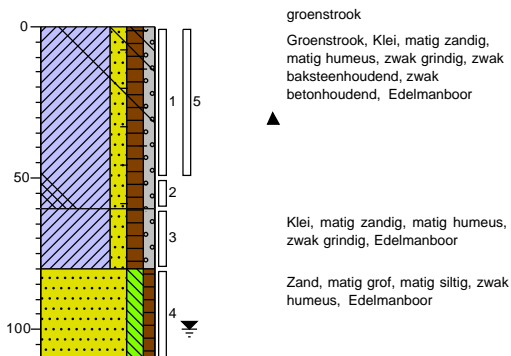 groenstrook
0
Groenstrook, Klei, matig zandig,
matig humeus, zwak grindig, zwak
baksteenhoudend, zwak
betonhoudend, Edelmanboor
1
5
50
2
3
Klei, matig zandig, matig humeus,
zwak grindig, Edelmanboor
Zand, matig grof, matig siltig, zwak
humeus, Edelmanboor
4
100